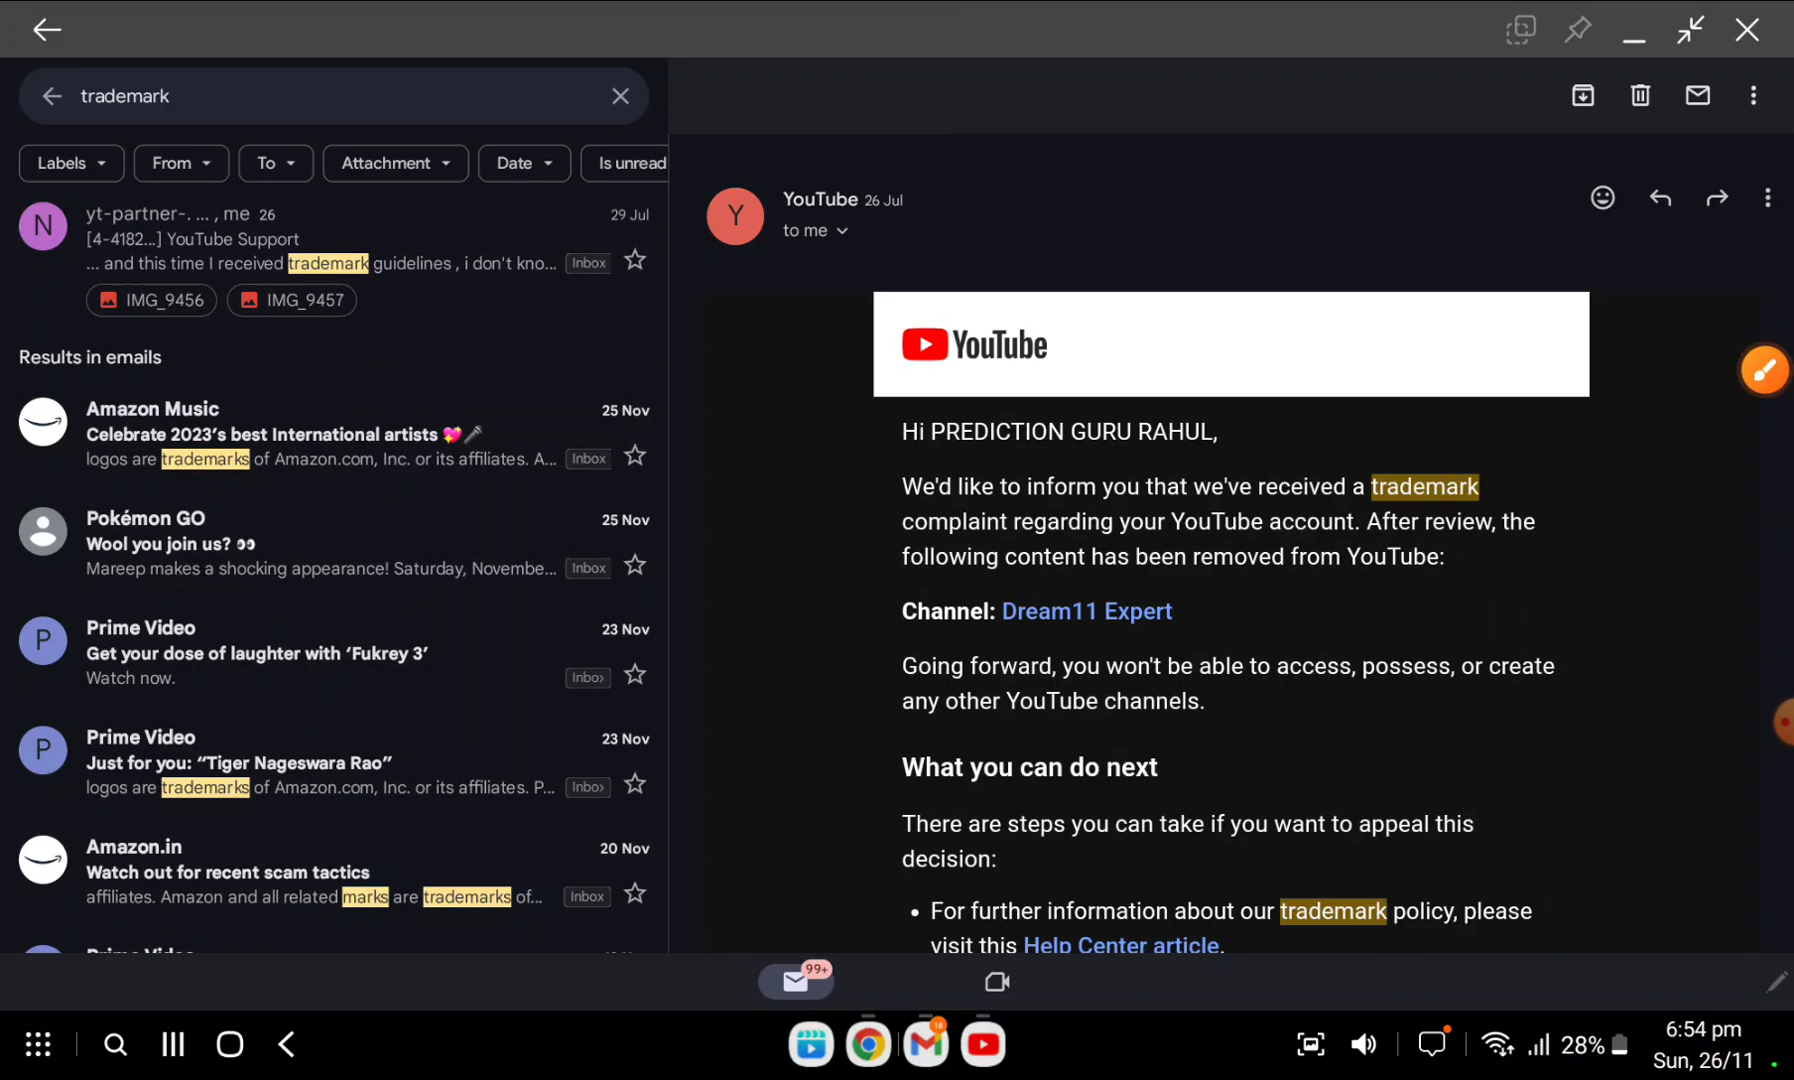 trademark
Labels From To Attachment Date Is unread
N yt-partner-. ... , me 26 29 Jul
[4-4182...] YouTube Support
... and this time I received trademark guidelines , i don't kno... Inbox
IMG_9456 IMG_9457
Results in emails
Amazon Music 25 Nov
Celebrate 2023's best International artists 💖🎤
logos are trademarks of Amazon.com, Inc. or its affiliates. A... Inbox
Pokémon GO 25 Nov
Wool you join us? 👀
Mareep makes a shocking appearance! Saturday, Novembe... Inbox
P Prime Video 23 Nov
Get your dose of laughter with ‘Fukrey 3’
Watch now. Inbo
P Prime Video 23 Nov
Just for you: “Tiger Nageswara Rao”
logos are trademarks of Amazon.com, Inc. or its affiliates. P... Inbo
Amazon.in 20 Nov
Watch out for recent scam tactics
affiliates. Amazon and all related marks are trademarks of... Inbox
Y YouTube 26 Jul
to me
YouTube
Hi PREDICTION GURU RAHUL,
We'd like to inform you that we've received a trademark
complaint regarding your YouTube account. After review, the
following content has been removed from YouTube:
Channel: Dream11 Expert
Going forward, you won't be able to access, possess, or create
any other YouTube channels.
What you can do next
There are steps you can take if you want to appeal this
decision:
• For further information about our trademark policy, please
visit this Help Center article.
99+
18
28% 6:54 pm
Sun, 26/11